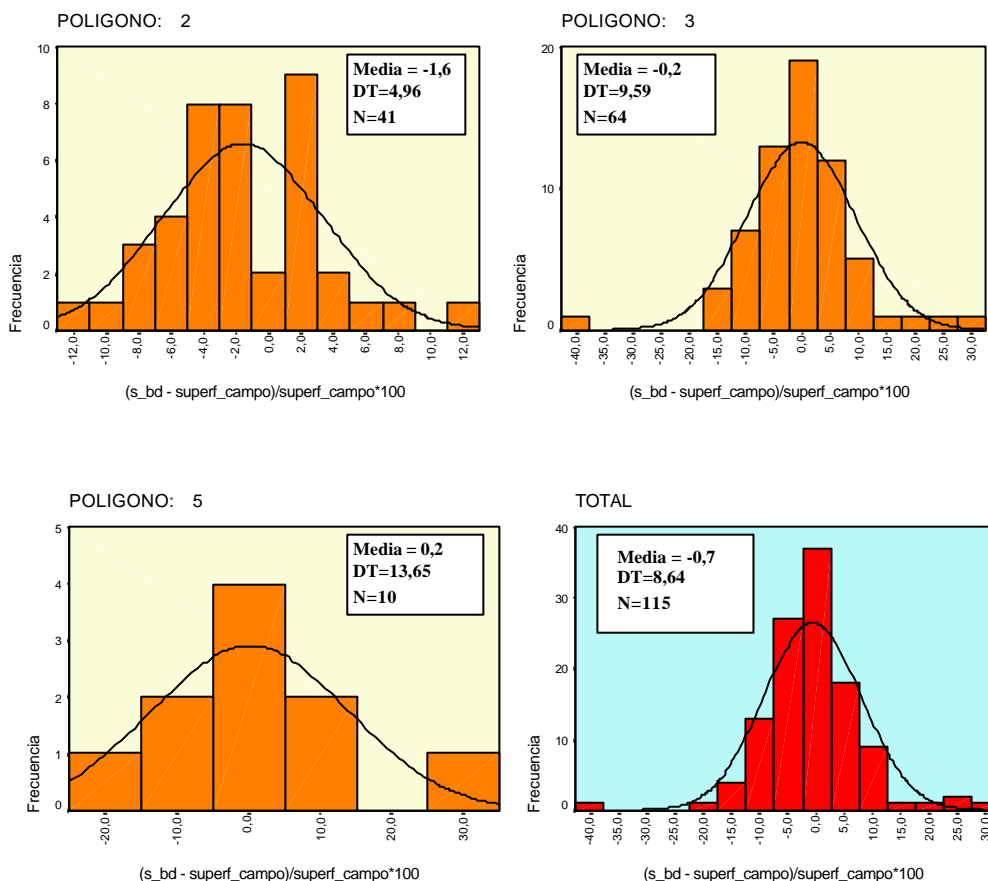 POLIGONO: 2
10
8
6
4
2
0
Frecuencia
Media = -1,6
DT=4,96
N=41
-12,0
-10,0
-8,0
-6,0
-4,0
-2,0
0,0
2,0
4,0
6,0
8,0
10,0
12,0
(s_bd - superf_campo)/superf_campo*100
POLIGONO: 3
20
10
0
Frecuencia
Media = -0,2
DT=9,59
N=64
-40,0
-35,0
-30,0
-25,0
-20,0
-15,0
-10,0
-5,0
0,0
5,0
10,0
15,0
20,0
25,0
30,0
(s_bd - superf_campo)/superf_campo*100
POLIGONO: 5
5
4
3
2
1
0
Frecuencia
Media = 0,2
DT=13,65
N=10
-20,0
-10,0
0,0
10,0
20,0
30,0
(s_bd - superf_campo)/superf_campo*100
TOTAL
40
30
20
10
0
Frecuencia
Media = -0,7
DT=8,64
N=115
-40,0
-35,0
-30,0
-25,0
-20,0
-15,0
-10,0
-5,0
0,0
5,0
10,0
15,0
20,0
25,0
30,0
(s_bd - superf_campo)/superf_campo*100